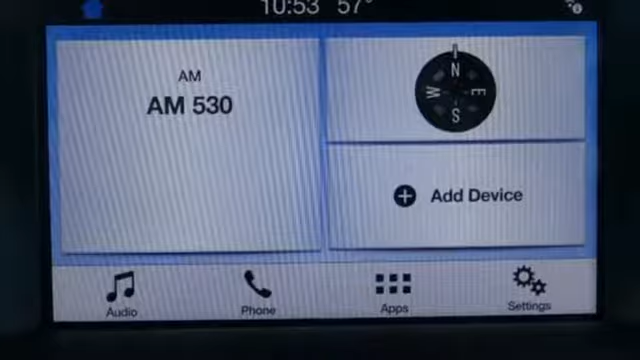 10:53 57°
AM
AM 530
N
W E
S
Add Device
Audio Phone Apps Settings